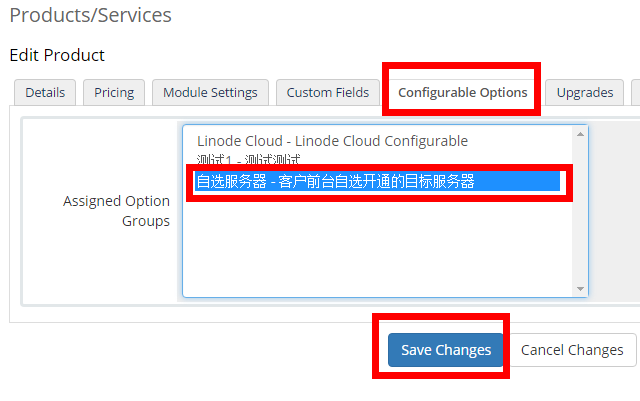 Products/Services
Edit Product
Details Pricing Module Settings Custom Fields Configurable Options Upgrades
Linode Cloud - Linode Cloud Configurable
测试1 - 测试测试
自选服务器 - 客户前台自选开通的目标服务器
Assigned Option
Groups
Save Changes Cancel Changes